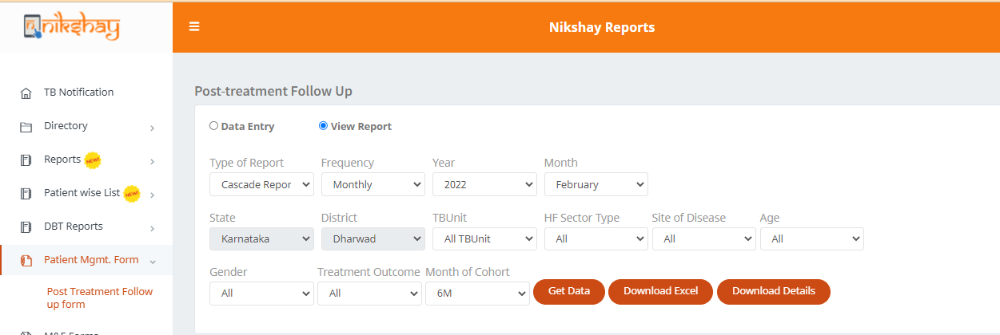 nikshay
Nikshay Reports
TB Notification
Directory
Reports NEW!
Patient wise List NEW!
DBT Reports
Patient Mgmt. Form
Post Treatment Follow
up form
Post-treatment Follow Up
Data Entry View Report
Type of Report Frequency Year Month
Cascade Repor Monthly 2022 February
State District TBUnit HF Sector Type Site of Disease Age
Karnataka Dharwad All TBUnit All All All
Gender Treatment Outcome Month of Cohort
All All 6M Get Data Download Excel Download Details